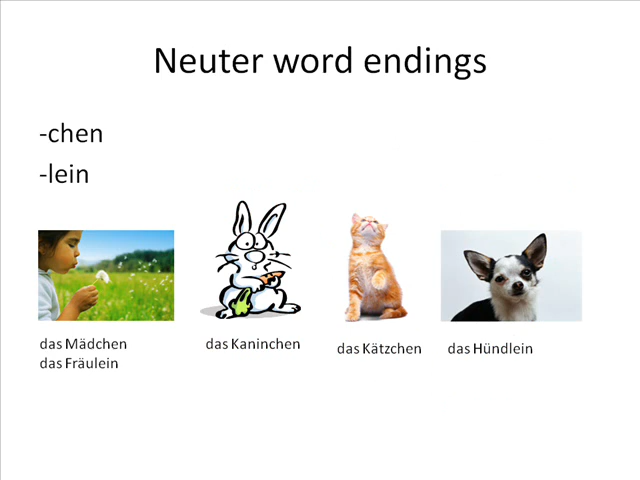 Neuter word endings
-chen
-lein
das Mädchen
das Fräulein
das Kaninchen
das Kätzchen
das Hündlein